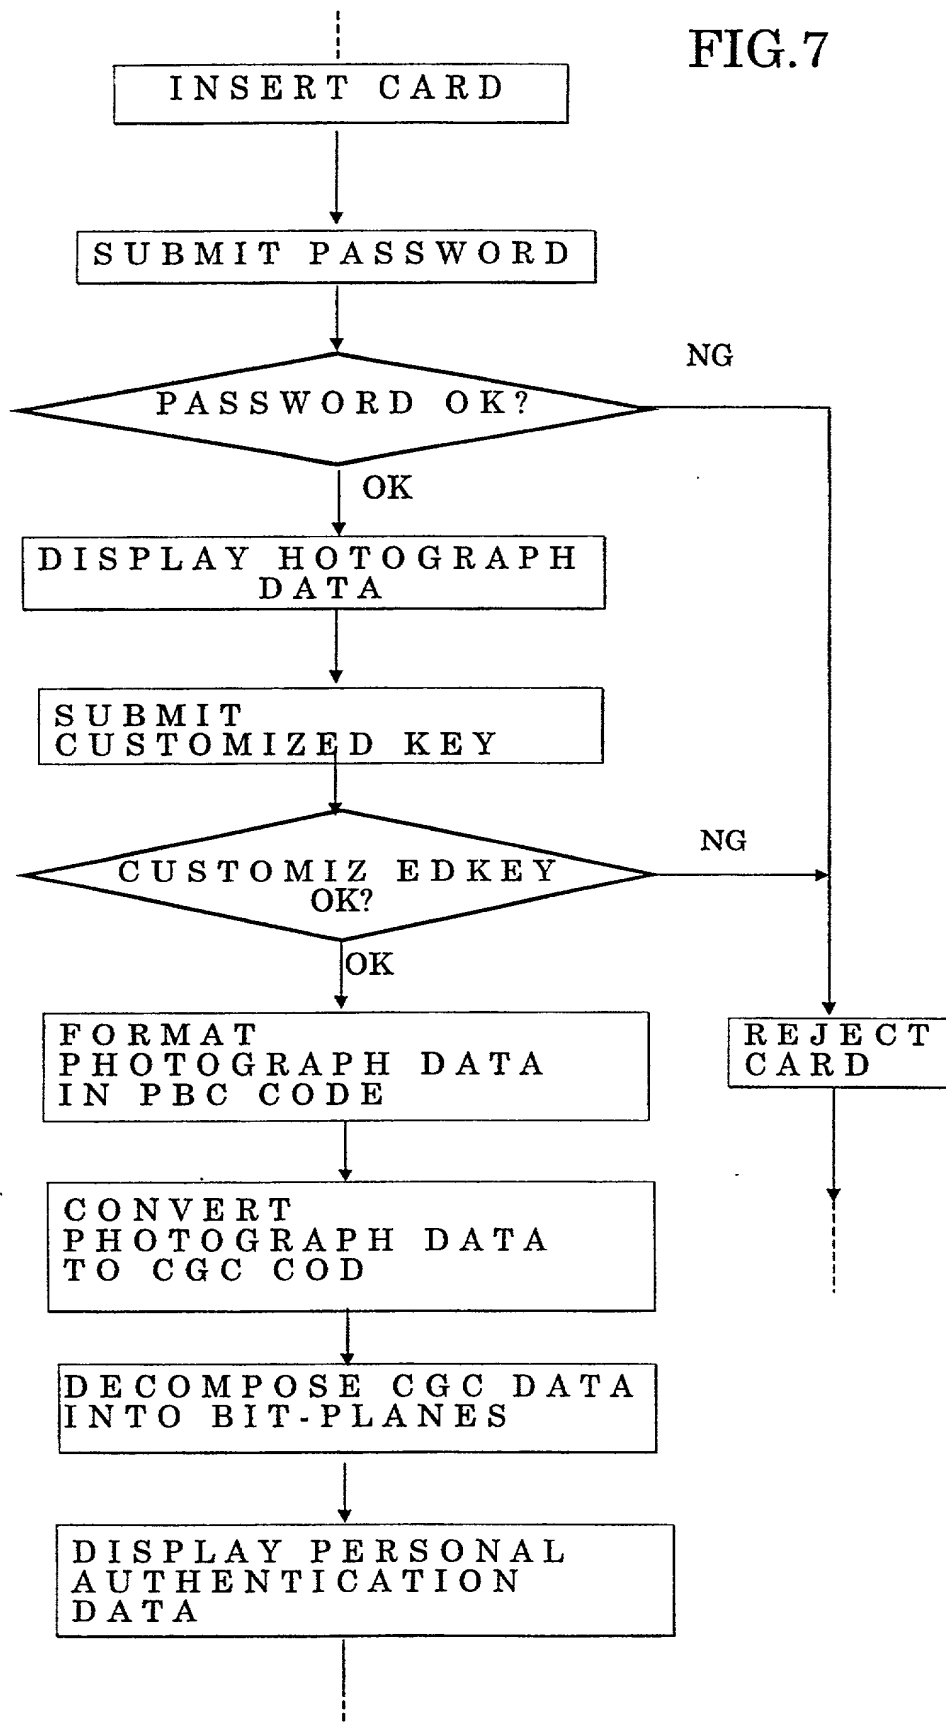 FIG.7
INSERT CARD
SUBMIT PASSWORD
NG
PASSWORD OK?
OK
DISPLAY HOTOGRAPH
DATA
SUBMIT
CUSTOMIZED KEY
NG
CUSTOMIZ EDKEY
OK?
OK
FORMAT
PHOTOGRAPH DATA
IN PBC CODE
REJECT
CARD
CONVERT
PHOTOGRAPH DATA
TO CGC COD
DECOMPOSE CGC DATA
INTO BIT-PLANES
DISPLAY PERSONAL
AUTHENTICATION
DATA